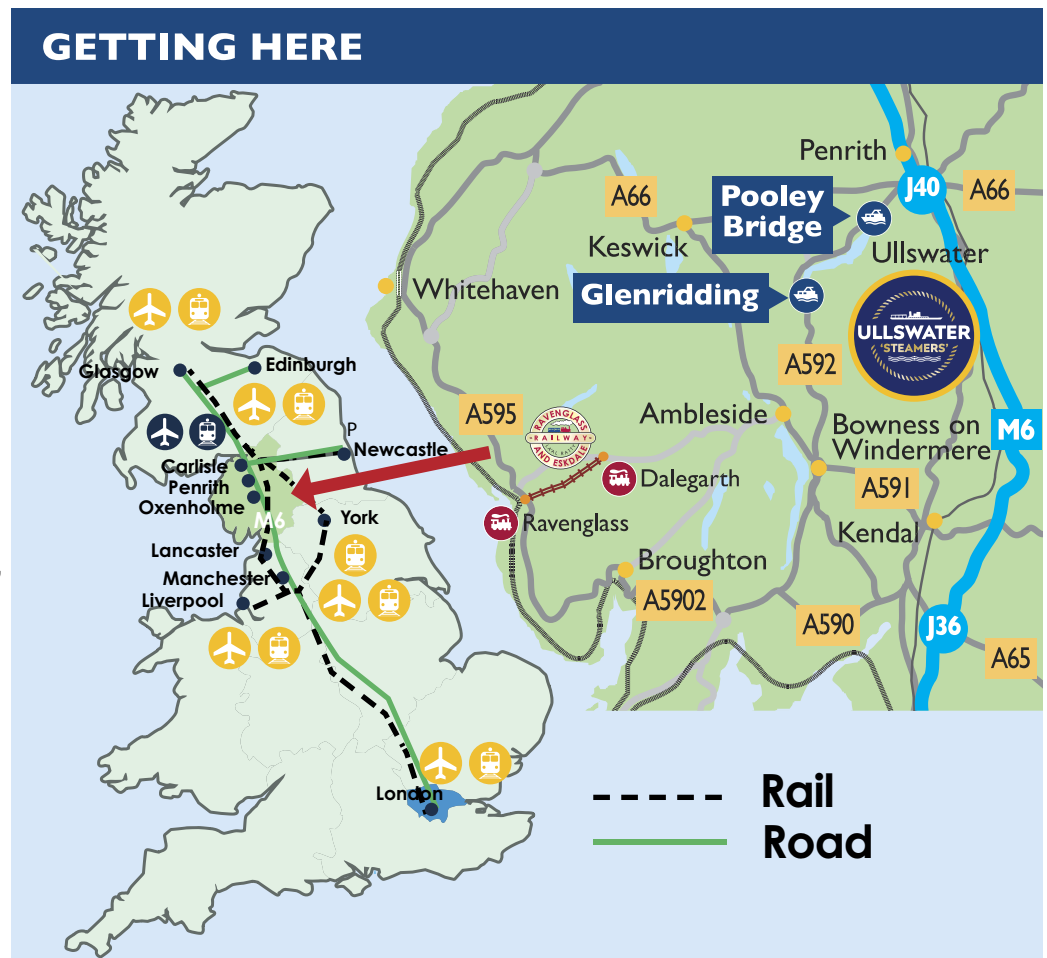 GETTING HERE
Penrith
J40
A66
A66
Pooley
Bridge
Keswick
Ullswater
Whitehaven
Glenridding
ULLSWATER
'STEAMERS'
Glasgow
Edinburgh
A592
A595
RAVENGLASS
RAILWAY
AND ESKDALE
Ambleside
Bowness on
Windermere
M6
P
Newcastle
Carlisle
Penrith
Oxenholme
M6
York
Dalegarth
A591
Ravenglass
Kendal
Lancaster
Manchester
Liverpool
Broughton
A5902
A590
J36
A65
London
Rail
Road